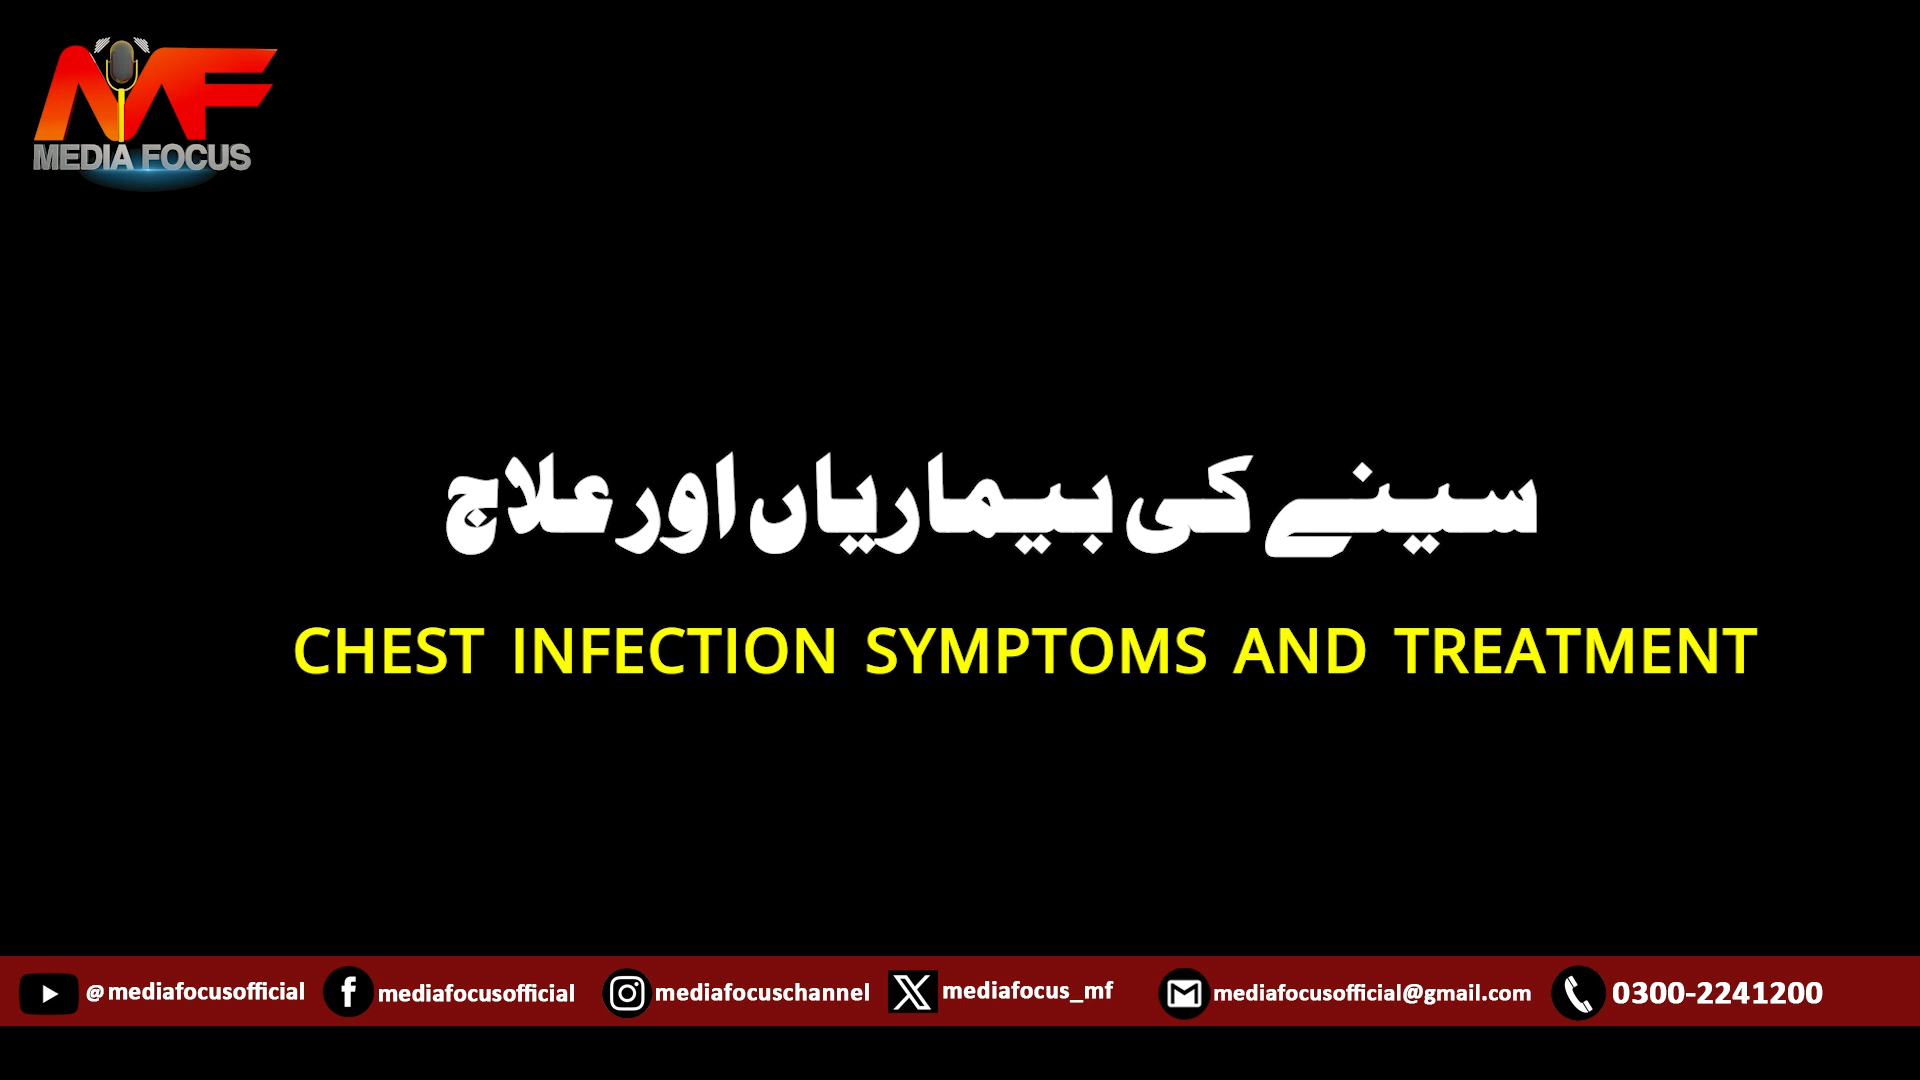 MF
MEDIA FOCUS
سینے کی بیماریاں اور علاج
CHEST INFECTION SYMPTOMS AND TREATMENT
@mediafocusofficial mediafocusofficial mediafocuschannel mediafocus_mf mediafocusofficial@gmail.com 0300-2241200